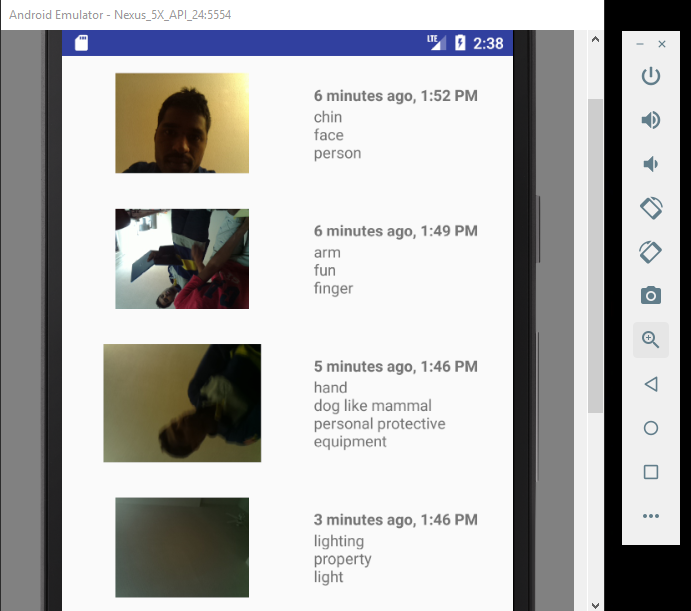 Android Emulator - Nexus_5X_API_24:5554
LTE 2:38
6 minutes ago, 1:52 PM
chin
face
person
6 minutes ago, 1:49 PM
arm
fun
finger
5 minutes ago, 1:46 PM
hand
dog like mammal
personal protective
equipment
3 minutes ago, 1:46 PM
lighting
property
light